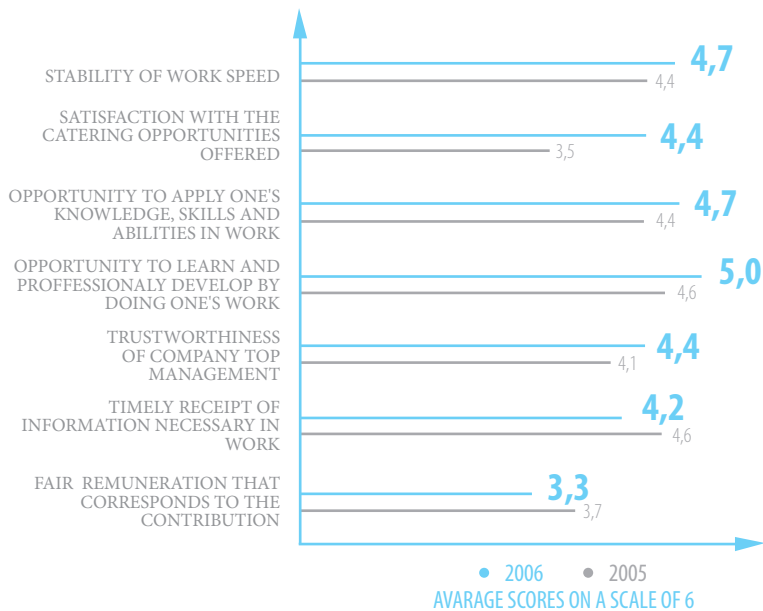 STABILITY OF WORK SPEED
4,7
4,4
SATISFACTION WITH THE
CATERING OPPORTUNITIES
OFFERED
4,4
3,5
OPPORTUNITY TO APPLY ONE'S
KNOWLEDGE, SKILLS AND
ABILITIES IN WORK
4,7
4,4
OPPORTUNITY TO LEARN AND
PROFFESSIONALY DEVELOP BY
DOING ONE'S WORK
5,0
4,6
TRUSTWORTHINESS
OF COMPANY TOP
MANAGEMENT
4,4
4,1
TIMELY RECEIPT OF
INFORMATION NECESSARY IN
WORK
4,2
4,6
FAIR REMUNERATION THAT
CORRESPONDS TO THE
CONTRIBUTION
3,3
3,7
2006 2005
AVARAGE SCORES ON A SCALE OF 6